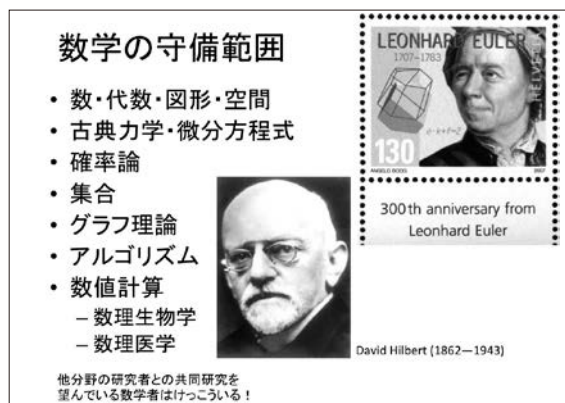 数学の守備範囲
• 数・代数・図形・空間
• 古典力学・微分方程式
• 確率論
• 集合
• グラフ理論
• アルゴリズム
• 数値計算
– 数理生物学
– 数理医学
他分野の研究者との共同研究を
望んでいる数学者はけっこういる！
LEONHARD EULER
1707–1783
HELVETIA
e-k+f=2
130
2007
300th anniversary from
Leonhard Euler
David Hilbert (1862—1943)